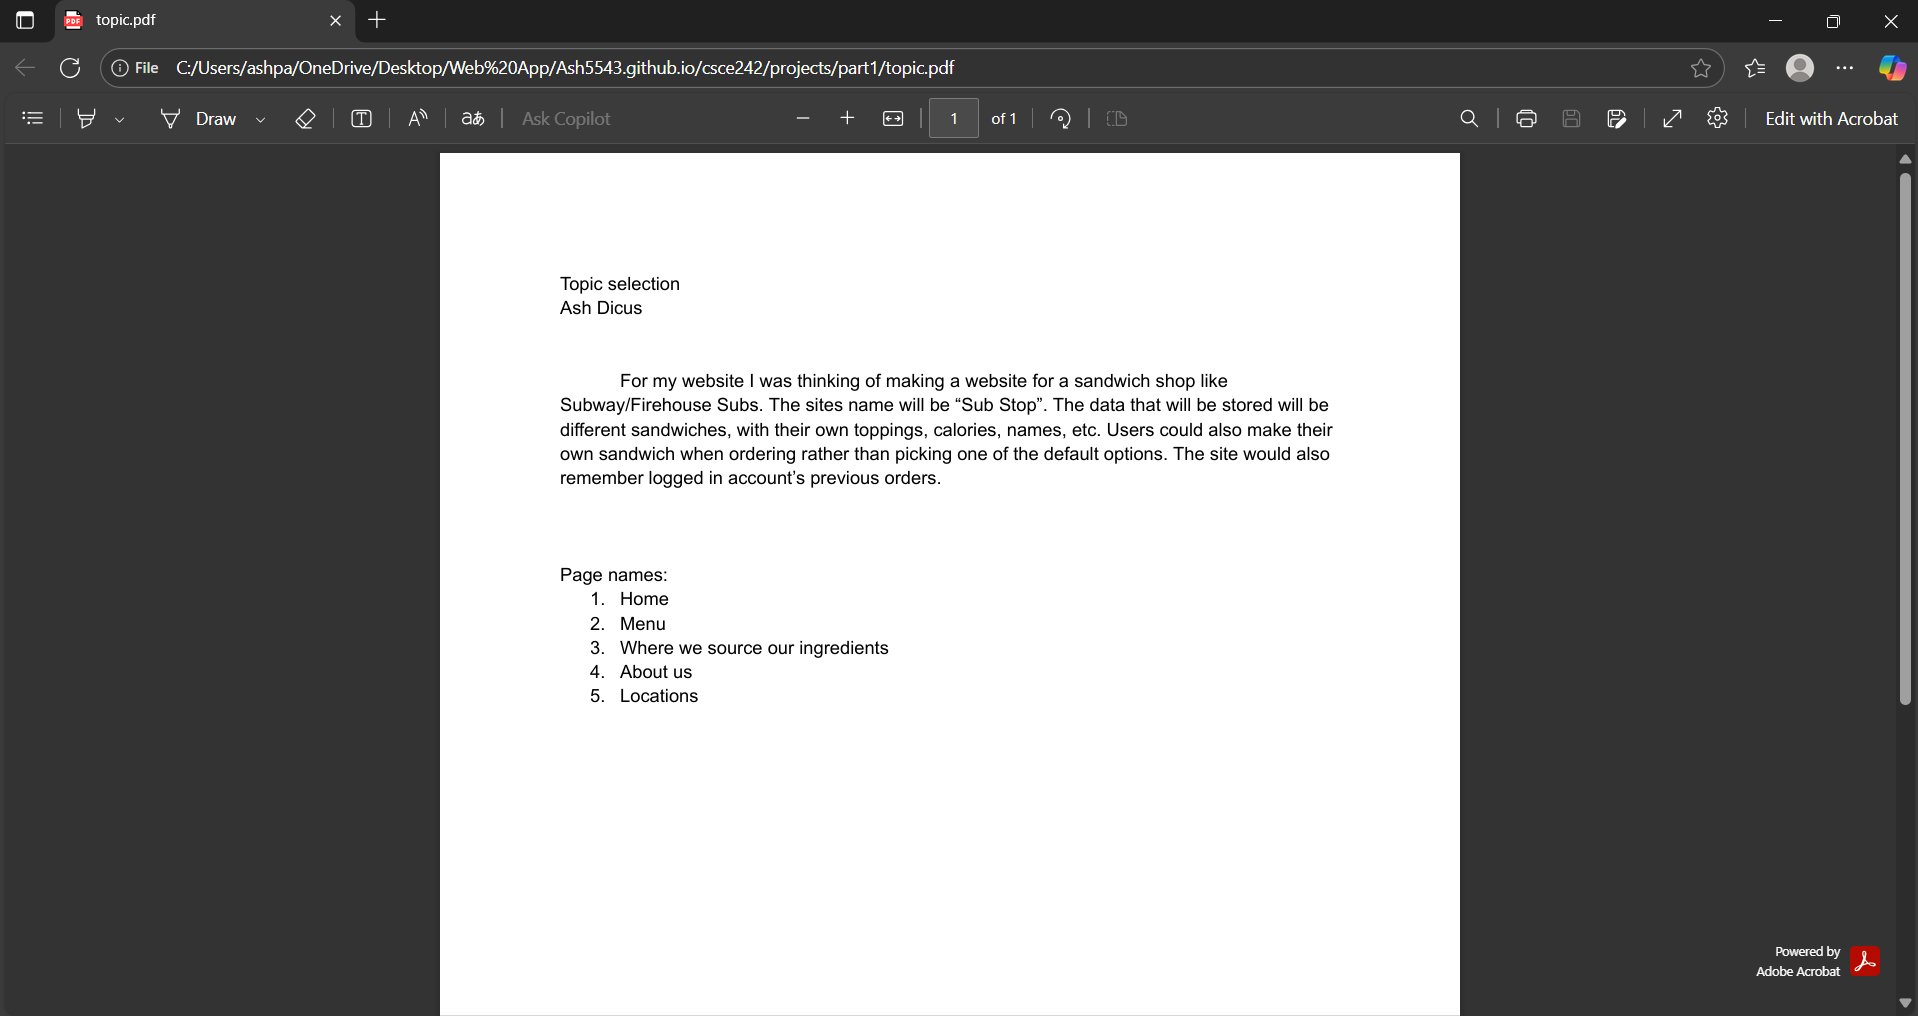 topic.pdf
File C:/Users/ashpa/OneDrive/Desktop/Web%20App/Ash5543.github.io/csce242/projects/part1/topic.pdf
Draw
aあ
Ask Copilot
1 of 1
Edit with Acrobat
Topic selection
Ash Dicus
For my website I was thinking of making a website for a sandwich shop like
Subway/Firehouse Subs. The sites name will be “Sub Stop”. The data that will be stored will be
different sandwiches, with their own toppings, calories, names, etc. Users could also make their
own sandwich when ordering rather than picking one of the default options. The site would also
remember logged in account’s previous orders.
Page names:
1. Home
2. Menu
3. Where we source our ingredients
4. About us
5. Locations
Powered by
Adobe Acrobat